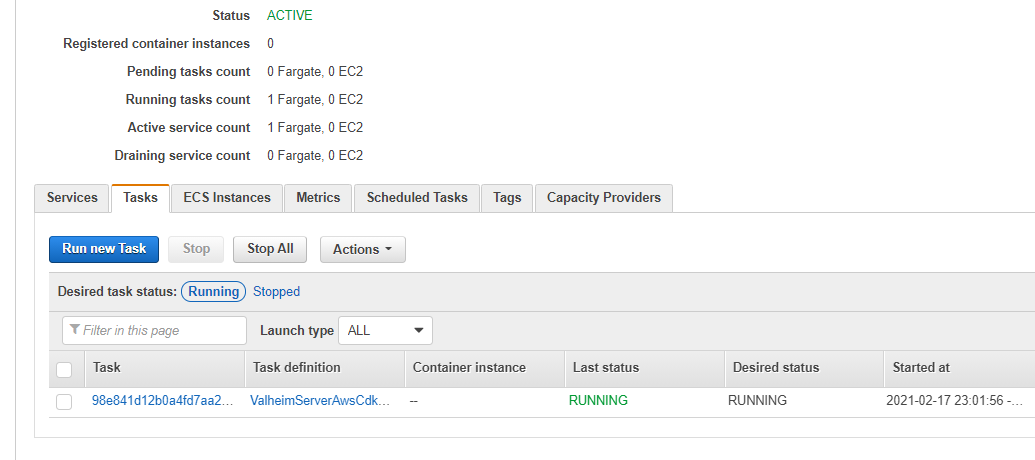 Status ACTIVE
Registered container instances 0
Pending tasks count 0 Fargate, 0 EC2
Running tasks count 1 Fargate, 0 EC2
Active service count 1 Fargate, 0 EC2
Draining service count 0 Fargate, 0 EC2
Services Tasks ECS Instances Metrics Scheduled Tasks Tags Capacity Providers
Run new Task Stop Stop All Actions
Desired task status: Running Stopped
Filter in this page Launch type ALL
Task Task definition Container instance Last status Desired status Started at
98e841d12b0a4fd7aa2... ValheimServerAwsCdk... -- RUNNING RUNNING 2021-02-17 23:01:56 -...